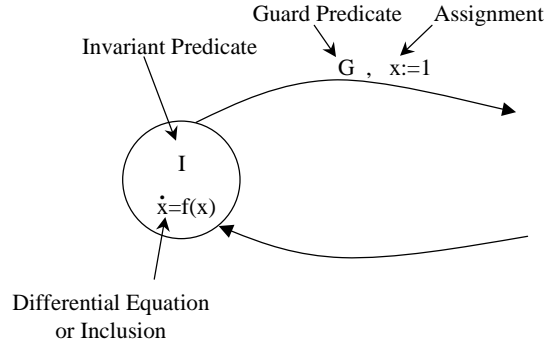 Guard Predicate Assignment
Invariant Predicate
G , x:=1
I
ẋ=f(x)
Differential Equation
or Inclusion